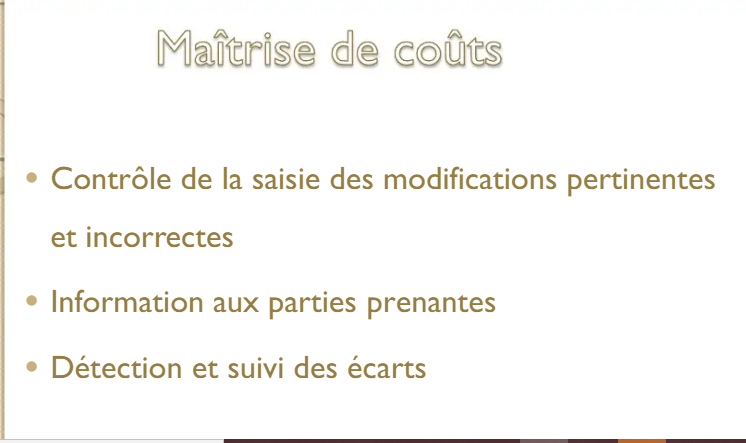 Maîtrise de coûts
• Contrôle de la saisie des modifications pertinentes
et incorrectes
• Information aux parties prenantes
• Détection et suivi des écarts